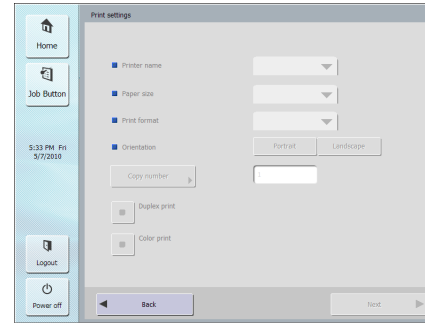 Print settings
Home
Job Button
5:33 PM Fri
5/7/2010
Logout
Power off
Printer name
Paper size
Print format
Orientation
Portrait
Landscape
Copy number
1
Duplex print
Color print
Back
Next